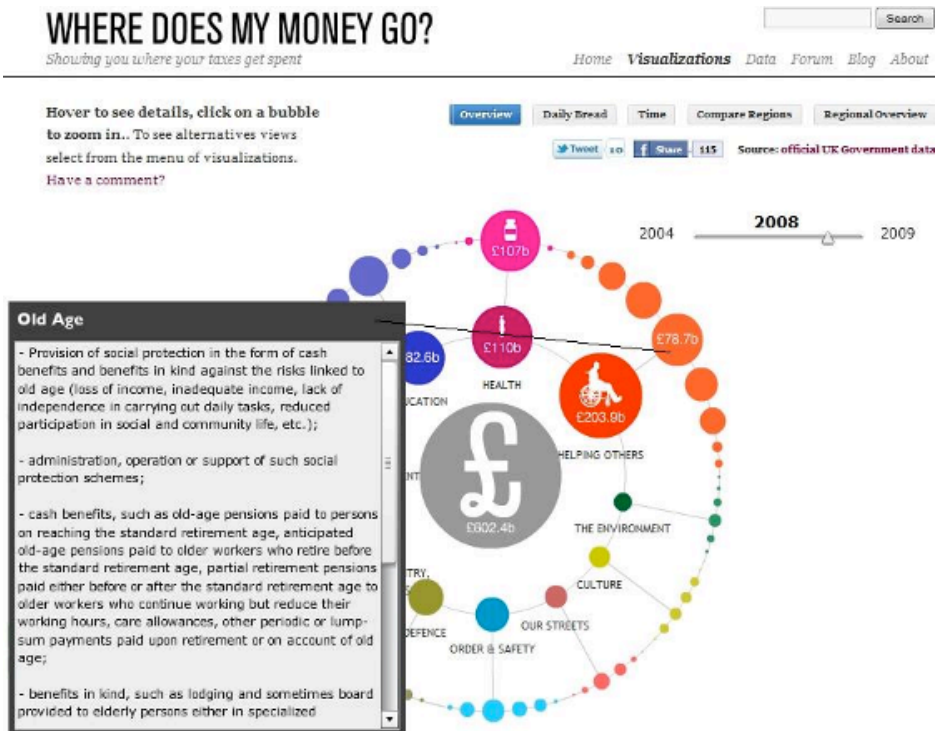 WHERE DOES MY MONEY GO?
Search
Showing you where your taxes get spent
Home Visualizations Data Forum Blog About
Hover to see details, click on a bubble
to zoom in.. To see alternatives views
select from the menu of visualizations.
Have a comment?
Overview Daily Bread Time Compare Regions Regional Overview
Tweet 10 f Share 115 Source: official UK Government data
2004 2008 2009
£107b
£78.7b
£110b
HEALTH
82.6b
UCATION
£203.9b
HELPING OTHERS
£
£602.4b
ENT
THE ENVIRONMENT
CULTURE
TRY,
S
OUR STREETS
DEFENCE
ORDER & SAFETY
Old Age
- Provision of social protection in the form of cash
benefits and benefits in kind against the risks linked to
old age (loss of income, inadequate income, lack of
independence in carrying out daily tasks, reduced
participation in social and community life, etc.);
- administration, operation or support of such social
protection schemes;
- cash benefits, such as old-age pensions paid to persons
on reaching the standard retirement age, anticipated
old-age pensions paid to older workers who retire before
the standard retirement age, partial retirement pensions
paid either before or after the standard retirement age to
older workers who continue working but reduce their
working hours, care allowances, other periodic or lump-
sum payments paid upon retirement or on account of old
age;
- benefits in kind, such as lodging and sometimes board
provided to elderly persons either in specialized